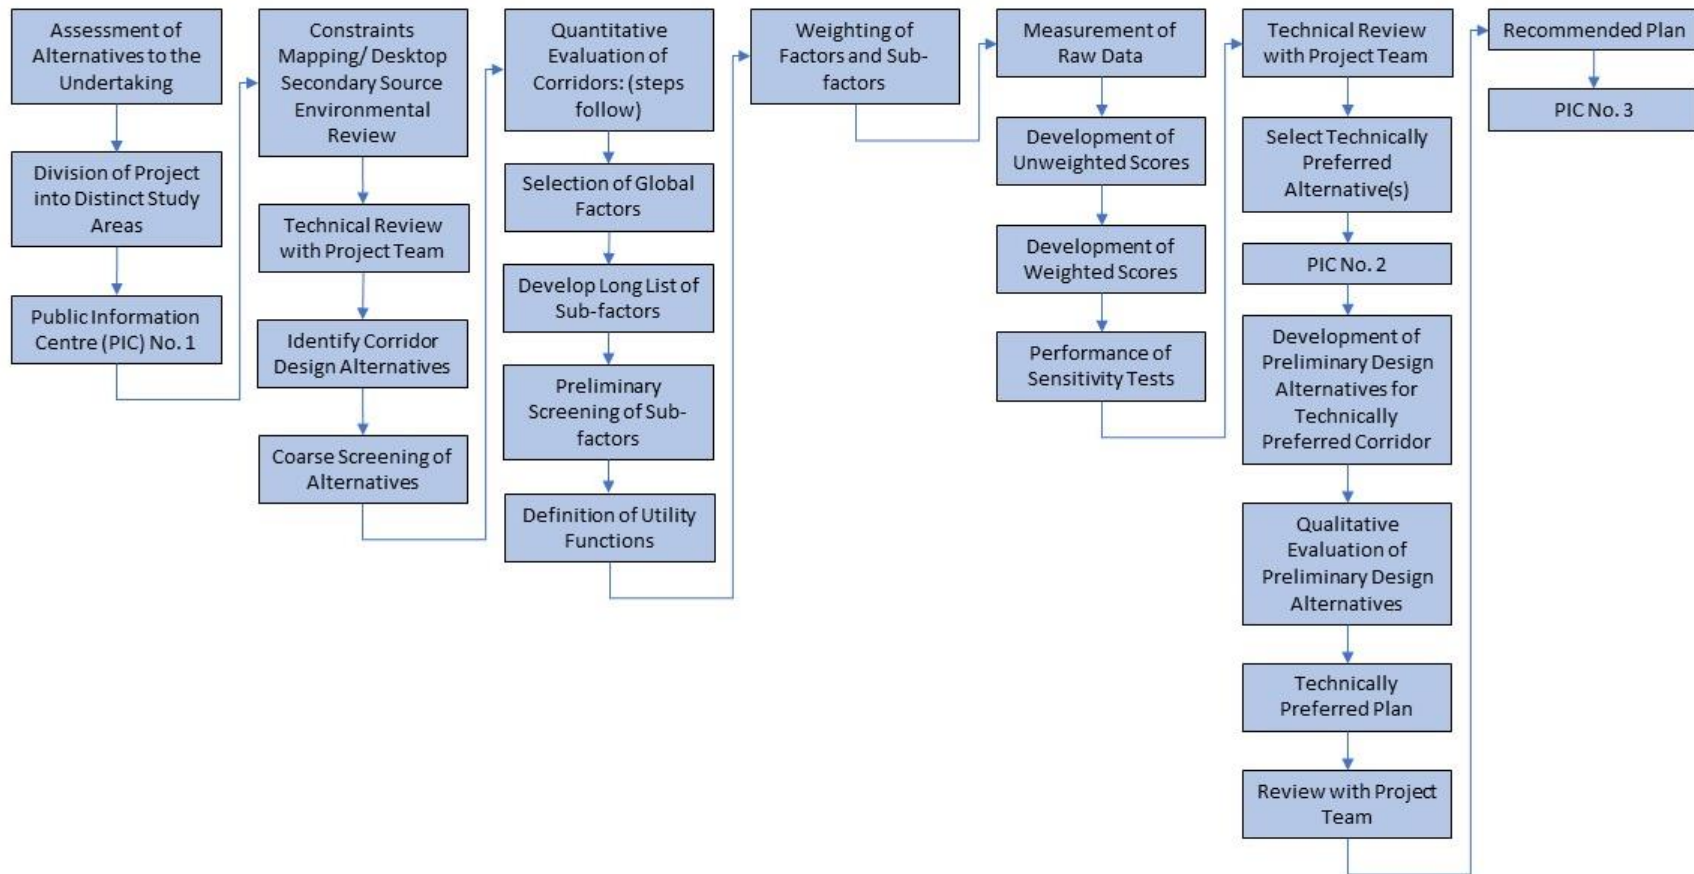 Assessment of
Alternatives to the
Undertaking
Division of Project
into Distinct Study
Areas
Public Information
Centre (PIC) No. 1
Constraints
Mapping/ Desktop
Secondary Source
Environmental
Review
Technical Review
with Project Team
Identify Corridor
Design Alternatives
Coarse Screening of
Alternatives
Quantitative
Evaluation of
Corridors: (steps
follow)
Selection of Global
Factors
Develop Long List of
Sub-factors
Preliminary
Screening of Sub-
factors
Definition of Utility
Functions
Weighting of
Factors and Sub-
factors
Measurement of
Raw Data
Development of
Unweighted Scores
Development of
Weighted Scores
Performance of
Sensitivity Tests
Technical Review
with Project Team
Select Technically
Preferred
Alternative(s)
PIC No. 2
Development of
Preliminary Design
Alternatives for
Technically
Preferred Corridor
Qualitative
Evaluation of
Preliminary Design
Alternatives
Technically
Preferred Plan
Review with Project
Team
Recommended Plan
PIC No. 3